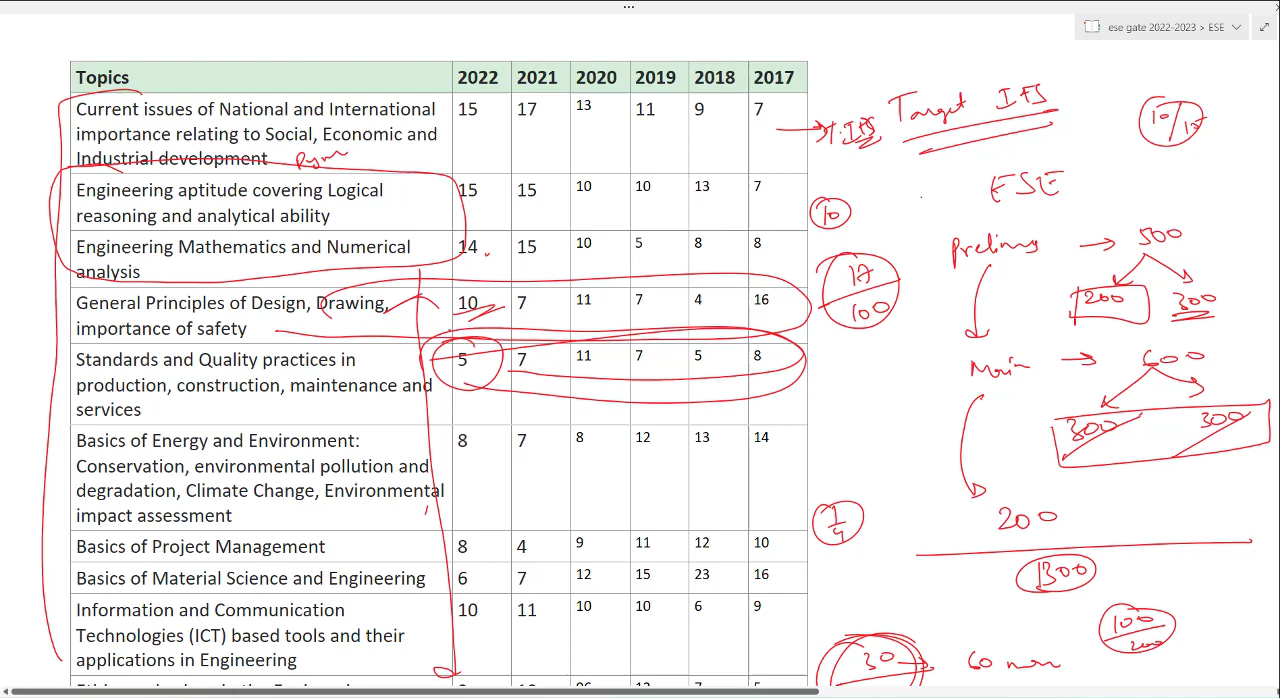 ese gate 2022-2023 > ESE
Topics 2022 2021 2020 2019 2018 2017
Current issues of National and International 15 17 13 11 9 7
importance relating to Social, Economic and
Industrial development
Engineering aptitude covering Logical 15 15 10 10 13 7
reasoning and analytical ability
Engineering Mathematics and Numerical 14 15 10 5 8 8
analysis
General Principles of Design, Drawing, 10 7 11 7 4 16
importance of safety
Standards and Quality practices in 5 7 11 7 5 8
production, construction, maintenance and
services
Basics of Energy and Environment: 8 7 8 12 13 14
Conservation, environmental pollution and
degradation, Climate Change, Environmental
impact assessment
Basics of Project Management 8 4 9 11 12 10
Basics of Material Science and Engineering 6 7 12 15 23 16
Information and Communication 10 11 10 10 6 9
Technologies (ICT) based tools and their
applications in Engineering
Target IES
ESE
10
17
100
Prelims → 500
200 300
Main → 600
300 300
200
1300
100
200
30 → 60